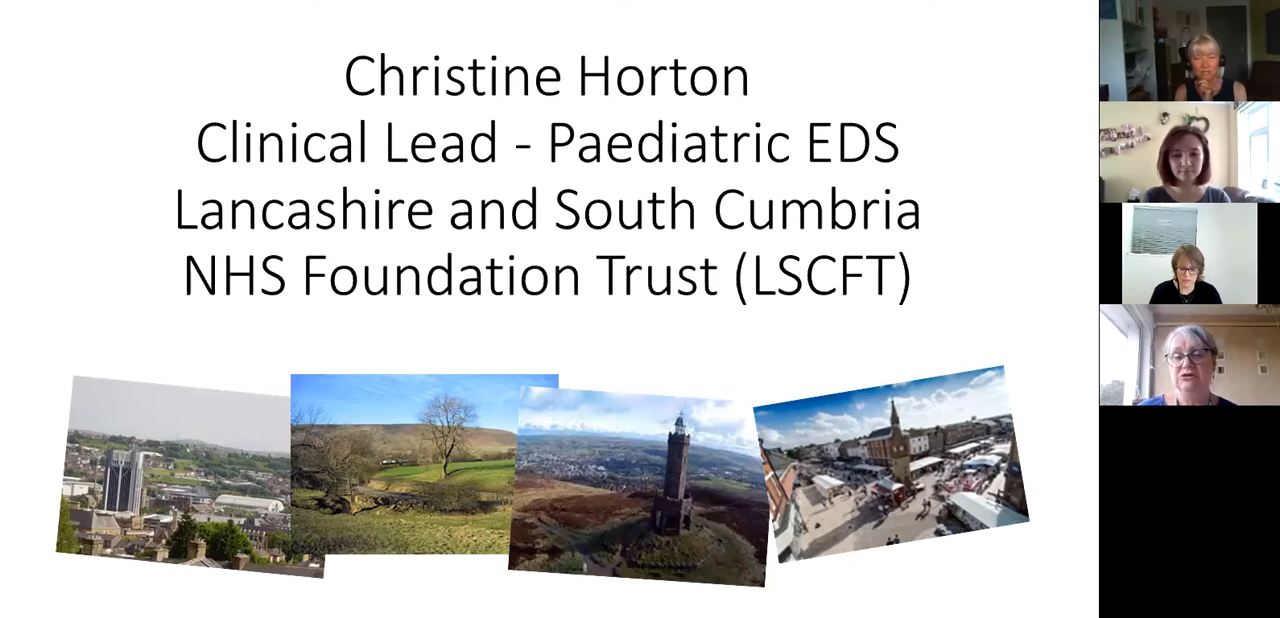 Christine Horton
Clinical Lead - Paediatric EDS
Lancashire and South Cumbria
NHS Foundation Trust (LSCFT)